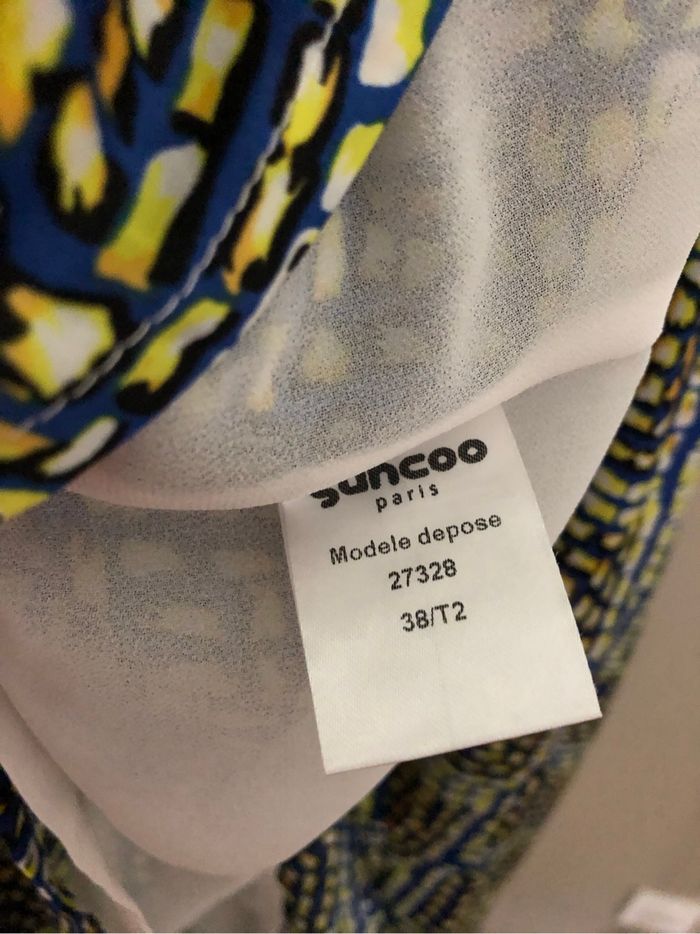 suncoo
paris
Modele depose
27328
38/T2